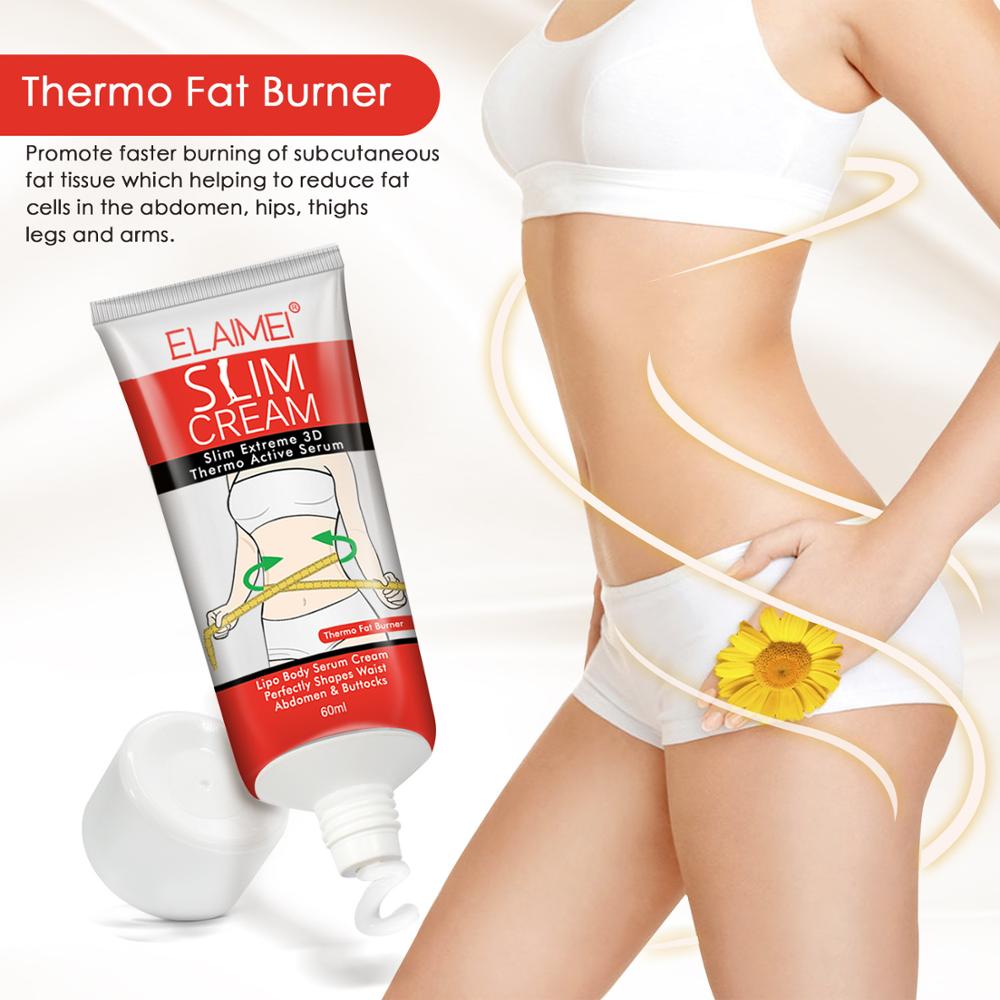 Thermo Fat Burner
Promote faster burning of subcutaneous
fat tissue which helping to reduce fat
cells in the abdomen, hips, thighs
legs and arms.
ELAIMEI®
SLIM
CREAM
Slim Extreme 3D
Thermo Active Serum
Thermo Fat Burner
Lipo Body Serum Cream
Perfectly Shapes Waist
Abdomen & Buttocks
60ml